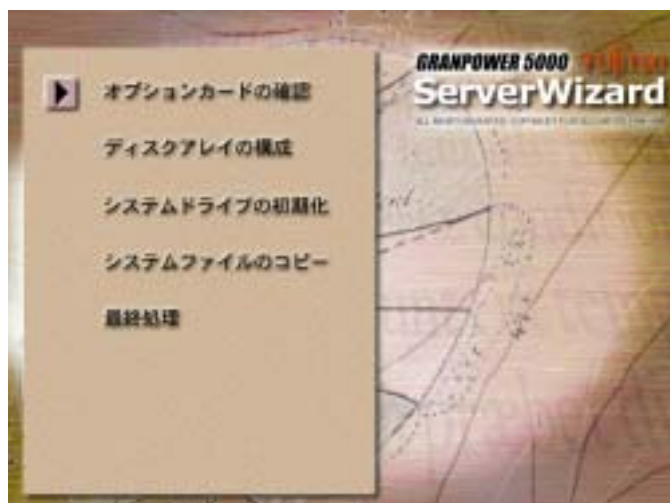 オプションカードの確認
ディスクアレイの構成
システムドライブの初期化
システムファイルのコピー
最終処理
GRANPOWER 5000
ServerWizard